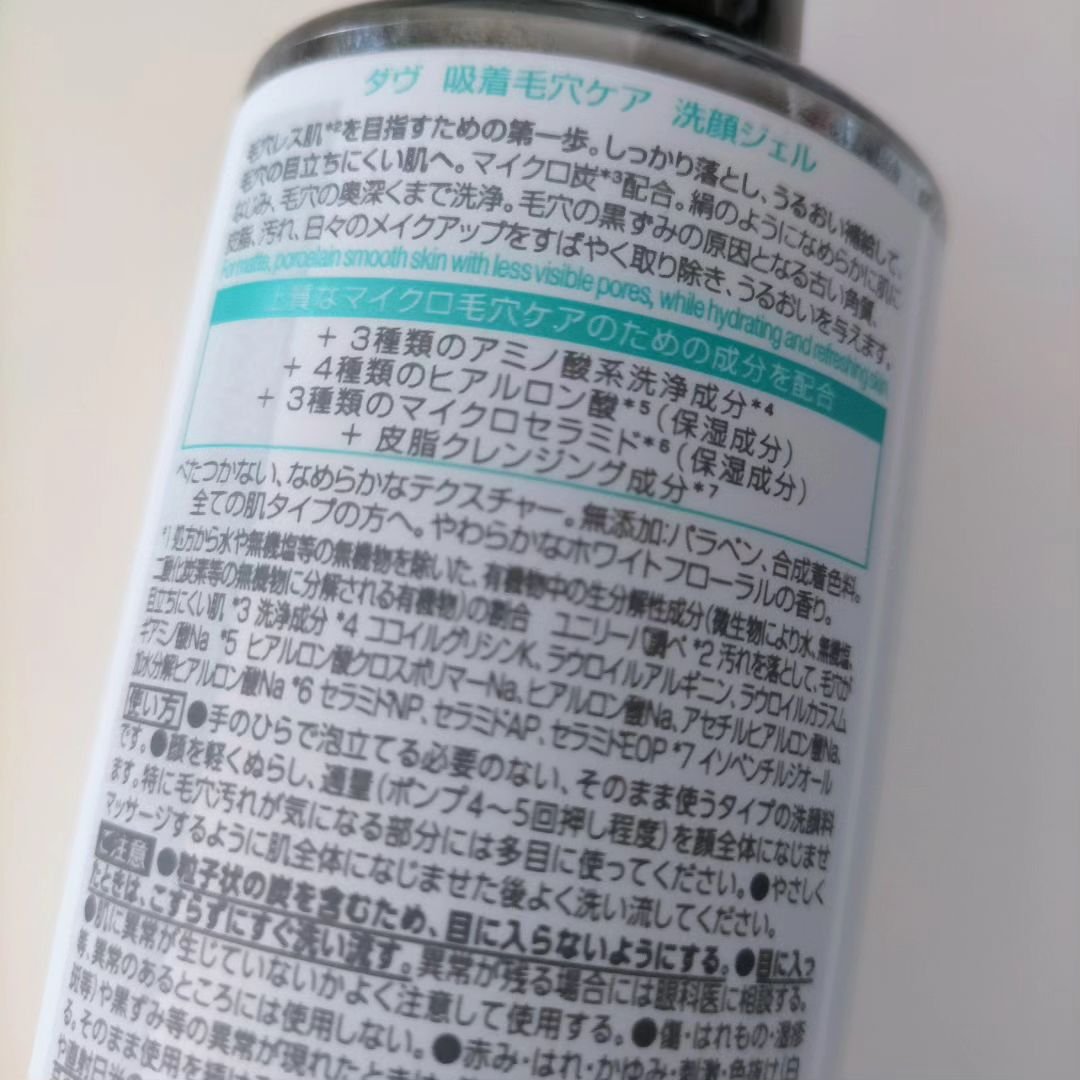 ダヴ 吸着毛穴ケア 洗顔ジェル
毛穴レス肌*2を目指すための第一歩。しっかり落とし、うるおい補給して、
毛穴の目立ちにくい肌へ。マイクロ炭*3配合。絹のようになめらかに肌に
なじみ、毛穴の奥深くまで洗浄。毛穴の黒ずみの原因となる古い角質、
皮脂、汚れ、日々のメイクアップをすばやく取り除き、うるおいを与えます。
For matte, porcelain smooth skin with less visible pores, while hydrating and refreshing skin
上質なマイクロ毛穴ケアのための成分を配合
+ 3種類のアミノ酸系洗浄成分*4
+ 4種類のヒアルロン酸*5(保湿成分)
+ 3種類のマイクロセラミド*6(保湿成分)
+ 皮脂クレンジング成分*7
べたつかない、なめらかなテクスチャー。無添加:パラベン、合成着色料。
全ての肌タイプの方へ。やわらかなホワイトフローラルの香り。
*1 処方から水や無機塩等の無機物を除いた、有機物中の生分解性成分(微生物により水、無機塩、
二酸化炭素等の無機物に分解される有機物)の割合 ユニリーバ調べ *2 汚れを落として、毛穴が
目立ちにくい肌 *3 洗浄成分 *4 ココイルグリシンK、ラウロイルアルギニン、ラウロイルカラスム
ギアミノ酸Na *5 ヒアルロン酸クロスポリマーNa、ヒアルロン酸Na、アセチルヒアルロン酸Na、
加水分解ヒアルロン酸Na *6 セラミドNP、セラミドAP、セラミドEOP *7 イソペンチルジオール
使い方 ●手のひらで泡立てる必要のない、そのまま使うタイプの洗顔料
です。●顔を軽くぬらし、適量(ポンプ4～5回押し程度)を顔全体になじませ
ます。特に毛穴汚れが気になる部分には多目に使ってください。●やさしく
マッサージするように肌全体になじませた後よく洗い流してください。
ご注意 ●粒子状の炭を含むため、目に入らないようにする。●目に入っ
たときは、こすらずにすぐ洗い流す。異常が残る場合には眼科医に相談する。
●肌に異常が生じていないかよく注意して使用する。●傷・はれもの・湿疹
等、異常のあるところには使用しない。●赤み・はれ・かゆみ・刺激・色抜け(白
斑等)や黒ずみ等の異常が現れたときは
る。そのまま使用を
や直射日光の